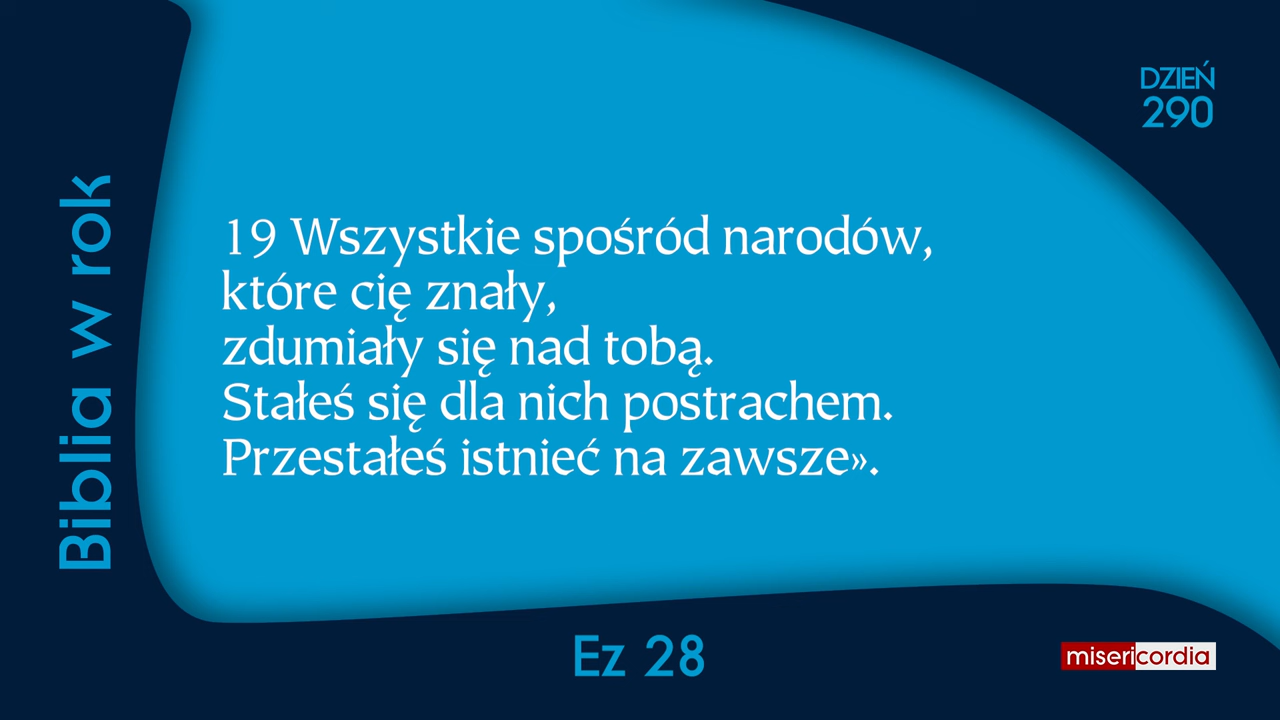 DZIEŃ
290
Biblia w rok
19 Wszystkie spośród narodów,
które cię znały,
zdumiały się nad tobą.
Stałeś się dla nich postrachem.
Przestałeś istnieć na zawsze».
Ez 28
misericordia